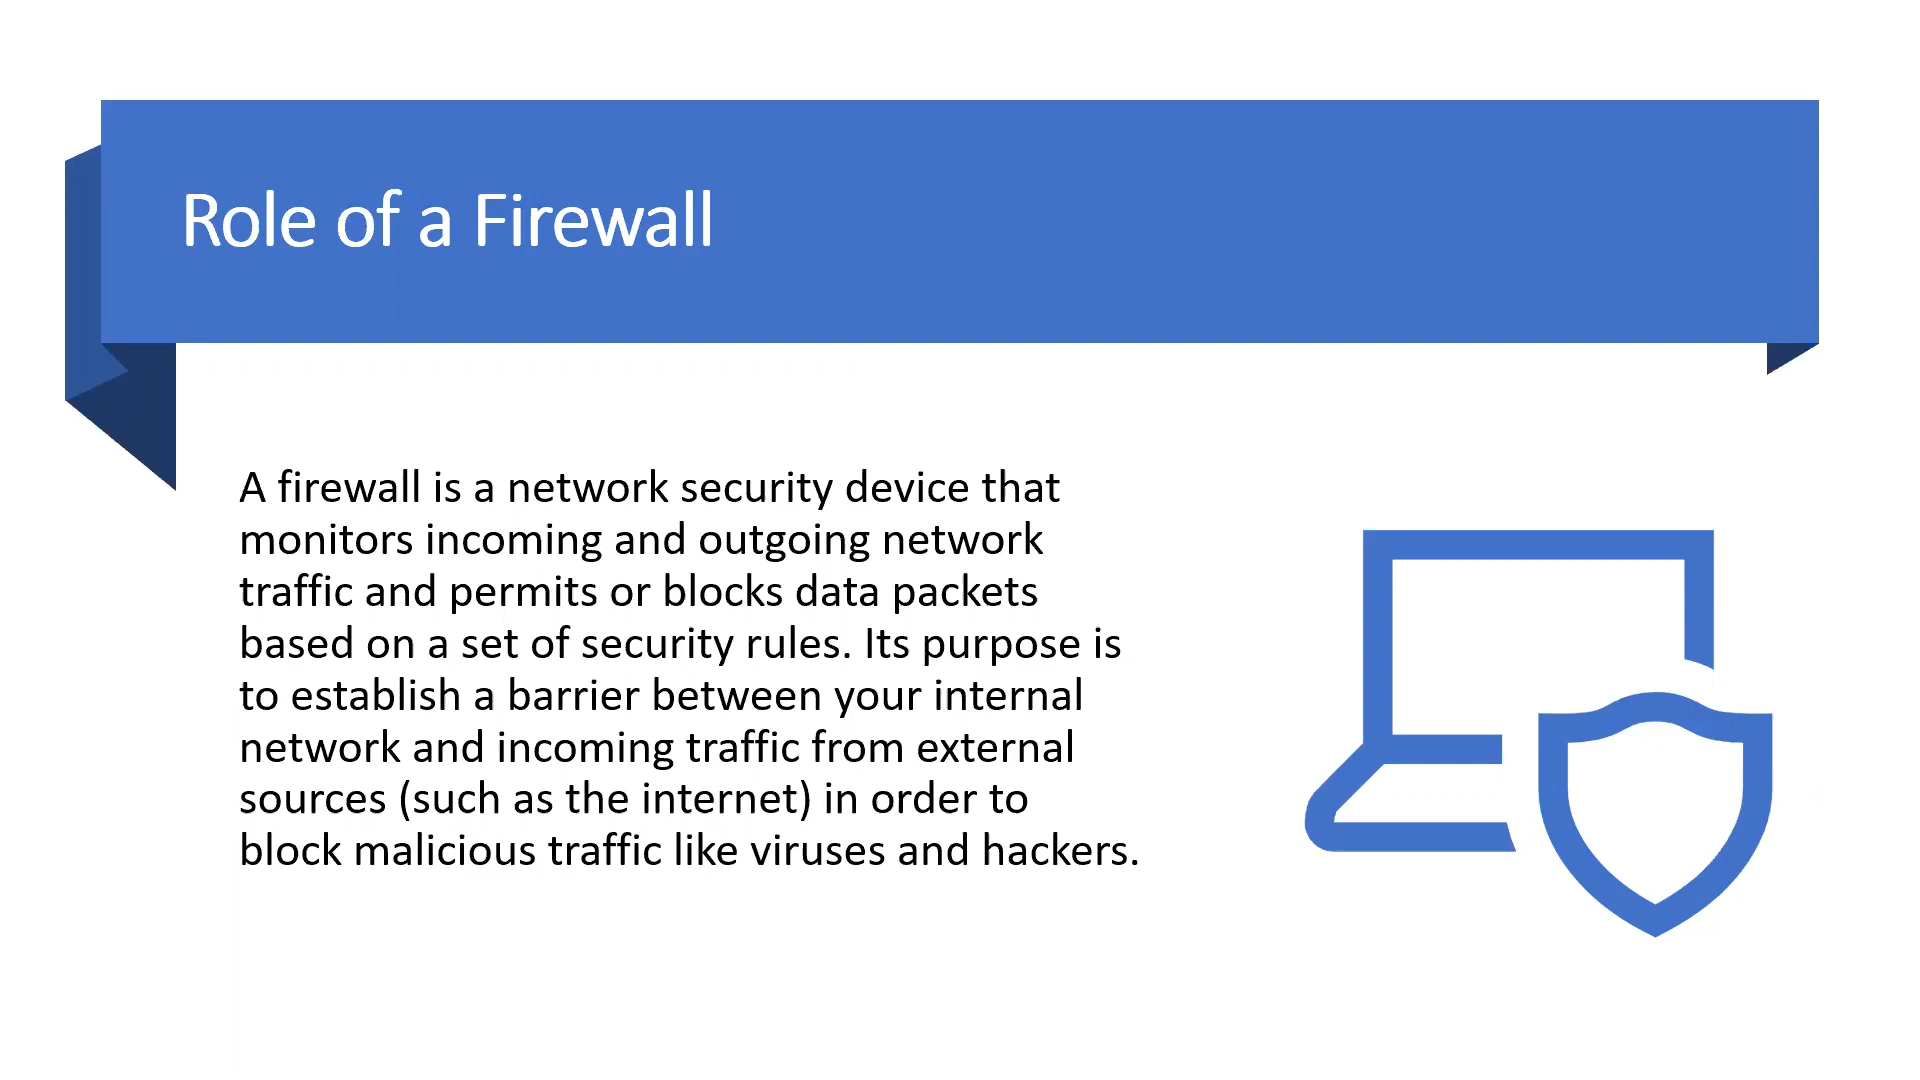 Role of a Firewall
A firewall is a network security device that
monitors incoming and outgoing network
traffic and permits or blocks data packets
based on a set of security rules. Its purpose is
to establish a barrier between your internal
network and incoming traffic from external
sources (such as the internet) in order to
block malicious traffic like viruses and hackers.